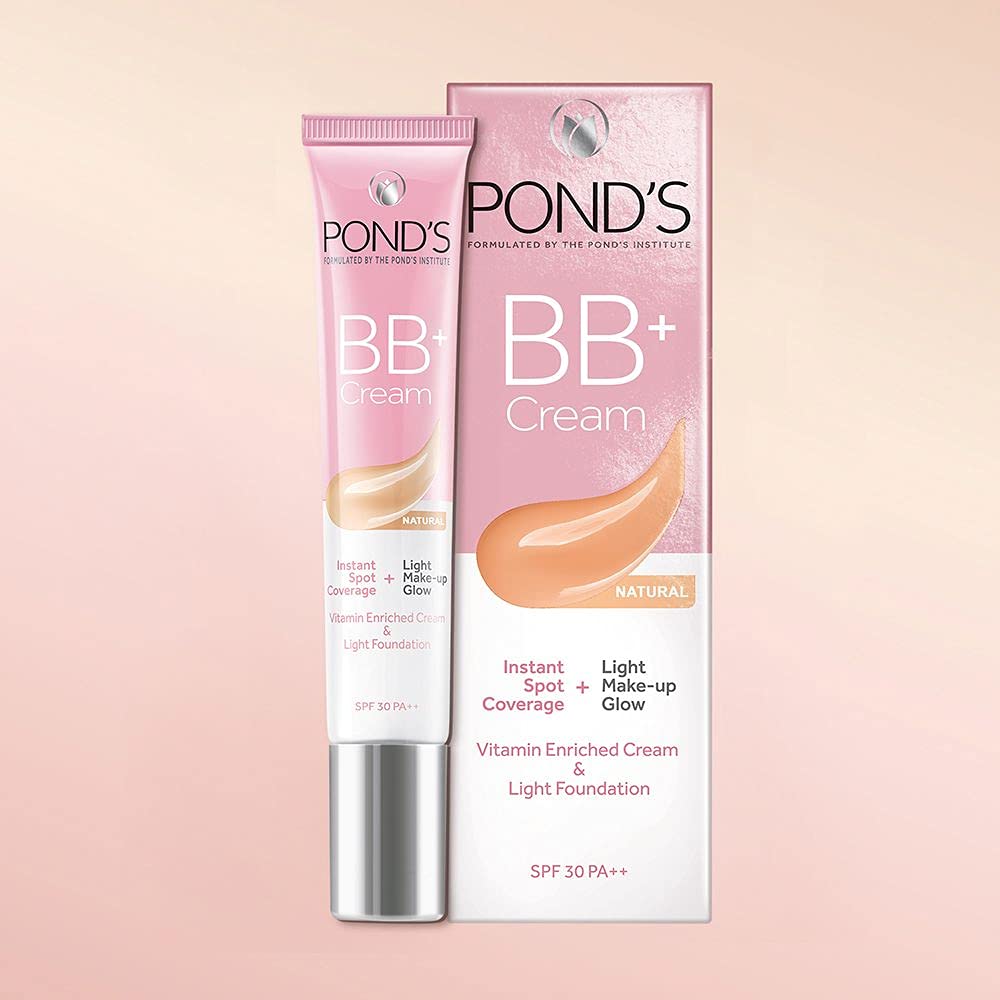 POND'S
FORMULATED BY THE POND'S INSTITUTE
BB+
Cream
NATURAL
Instant
Spot
Coverage
+
Light
Make-up
Glow
Vitamin Enriched Cream
&
Light Foundation
SPF 30 PA++
POND'S
FORMULATED BY THE POND'S INSTITUTE
BB+
Cream
NATURAL
Instant
Spot
Coverage
+
Light
Make-up
Glow
Vitamin Enriched Cream
&
Light Foundation
SPF 30 PA++